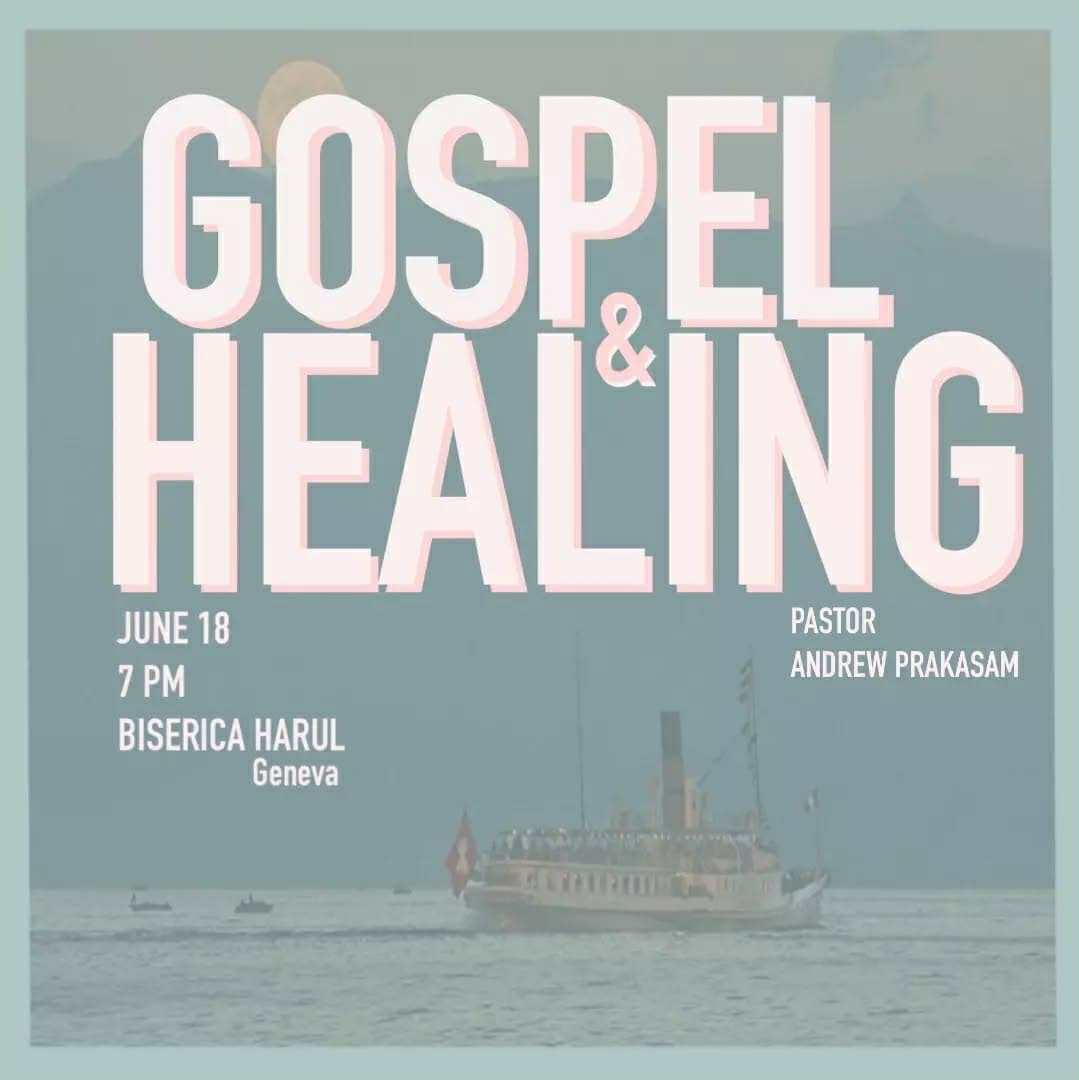 GOSPEL
&
HEALING
JUNE 18
7 PM
BISERICA HARUL
Geneva
PASTOR
ANDREW PRAKASAM